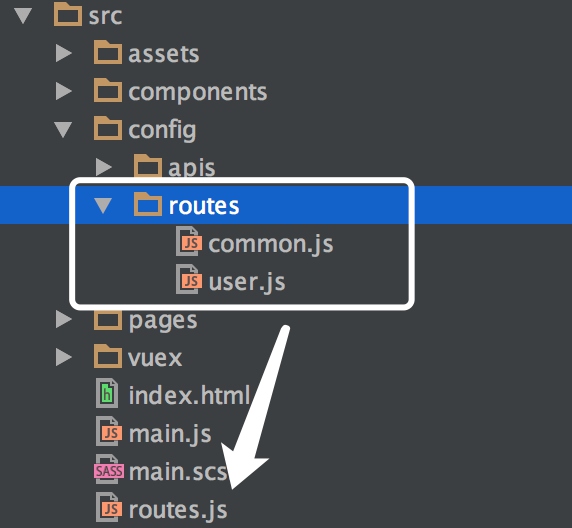 src
assets
components
config
apis
routes
JS common.js
JS user.js
pages
vuex
h index.html
JS main.js
SASS main.scs
JS routes.js